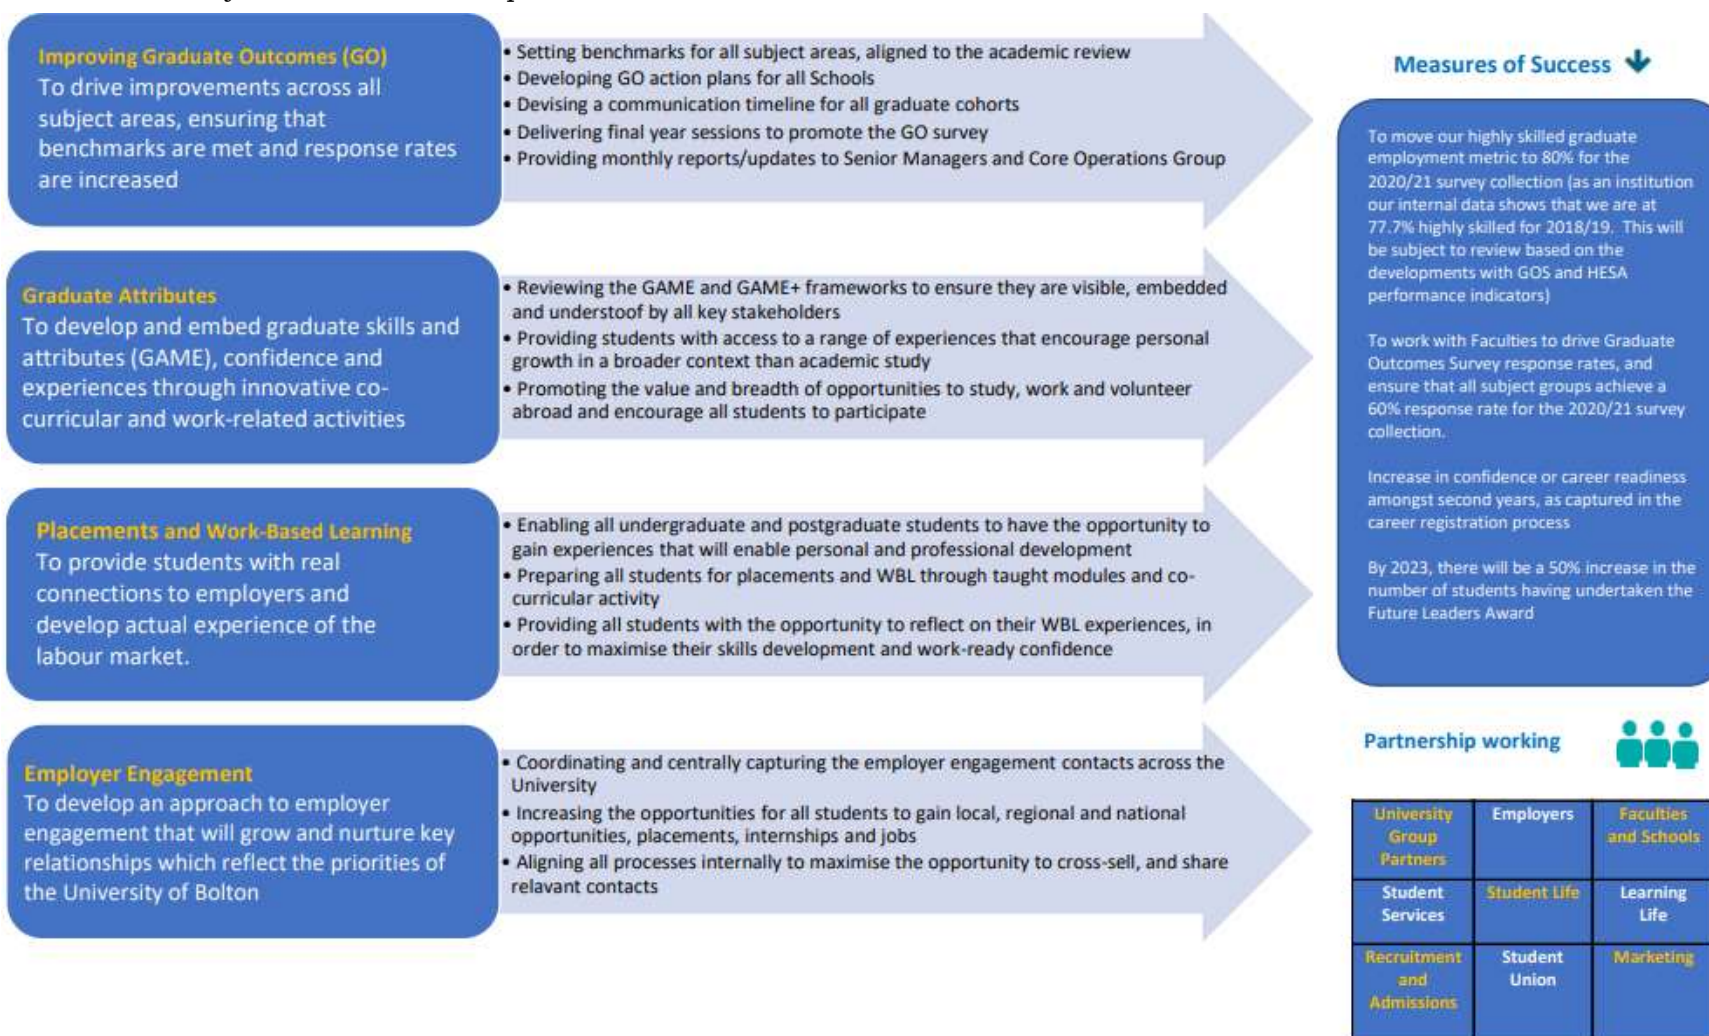 Improving Graduate Outcomes (GO)
To drive improvements across all
subject areas, ensuring that
benchmarks are met and response rates
are increased
• Setting benchmarks for all subject areas, aligned to the academic review
• Developing GO action plans for all Schools
• Devising a communication timeline for all graduate cohorts
• Delivering final year sessions to promote the GO survey
• Providing monthly reports/updates to Senior Managers and Core Operations Group
Graduate Attributes
To develop and embed graduate skills and
attributes (GAME), confidence and
experiences through innovative co-
curricular and work-related activities
• Reviewing the GAME and GAME+ frameworks to ensure they are visible, embedded
and understoof by all key stakeholders
• Providing students with access to a range of experiences that encourage personal
growth in a broader context than academic study
• Promoting the value and breadth of opportunities to study, work and volunteer
abroad and encourage all students to participate
Placements and Work-Based Learning
To provide students with real
connections to employers and
develop actual experience of the
labour market.
• Enabling all undergraduate and postgraduate students to have the opportunity to
gain experiences that will enable personal and professional development
• Preparing all students for placements and WBL through taught modules and co-
curricular activity
• Providing all students with the opportunity to reflect on their WBL experiences, in
order to maximise their skills development and work-ready confidence
Employer Engagement
To develop an approach to employer
engagement that will grow and nurture key
relationships which reflect the priorities of
the University of Bolton
• Coordinating and centrally capturing the employer engagement contacts across the
University
• Increasing the opportunities for all students to gain local, regional and national
opportunities, placements, internships and jobs
• Aligning all processes internally to maximise the opportunity to cross-sell, and share
relavant contacts
Measures of Success
To move our highly skilled graduate
employment metric to 80% for the
2020/21 survey collection (as an institution
our internal data shows that we are at
77.7% highly skilled for 2018/19. This will
be subject to review based on the
developments with GOS and HESA
performance indicators)
To work with Faculties to drive Graduate
Outcomes Survey response rates, and
ensure that all subject groups achieve a
60% response rate for the 2020/21 survey
collection.
Increase in confidence or career readiness
amongst second years, as captured in the
career registration process
By 2023, there will be a 50% increase in the
number of students having undertaken the
Future Leaders Award
Partnership working
University
Group
Partners
Employers
Faculties
and Schools
Student
Services
Student Life
Learning
Life
Recruitment
and
Admissions
Student
Union
Marketing